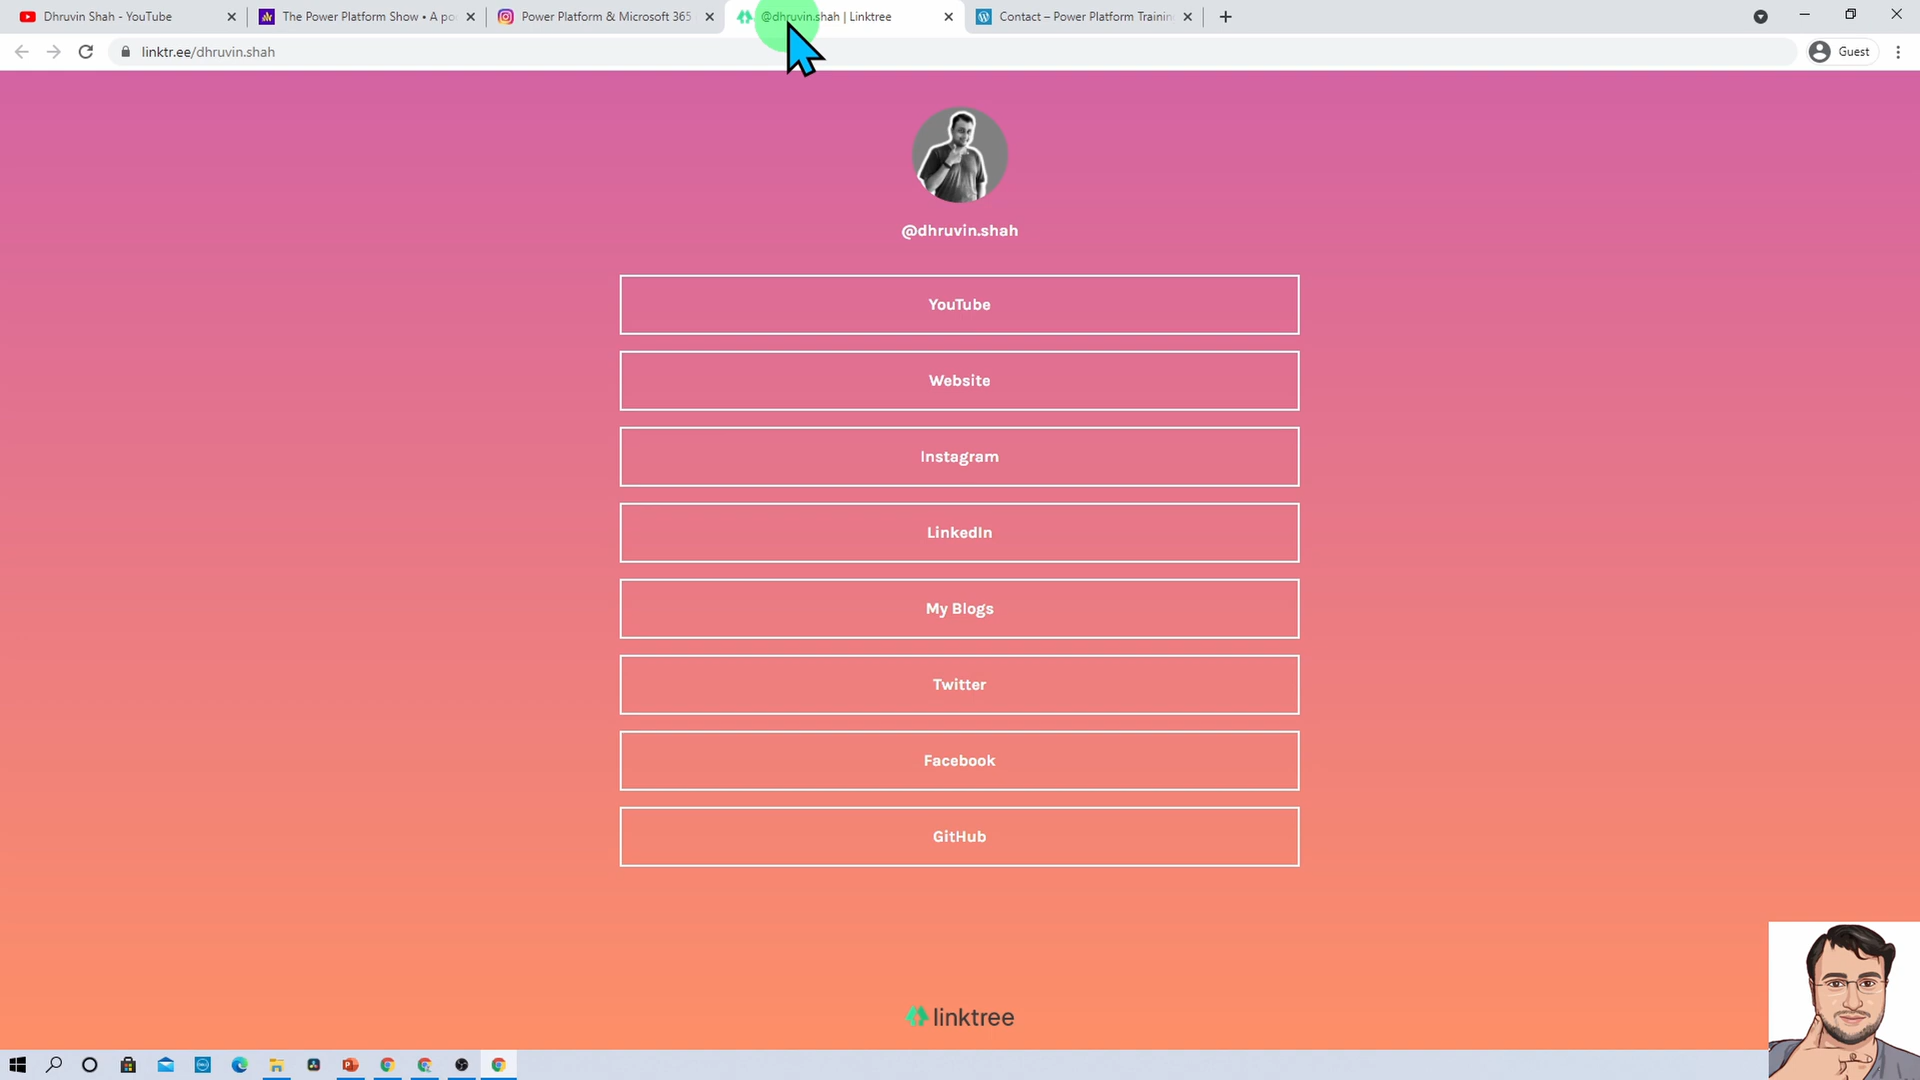 Dhruvin Shah - YouTube
The Power Platform Show • A po
Power Platform & Microsoft 365
@dhruvin.shah | Linktree
Contact – Power Platform Trainin
linktr.ee/dhruvin.shah
Guest
@dhruvin.shah
YouTube
Website
Instagram
LinkedIn
My Blogs
Twitter
Facebook
GitHub
linktree